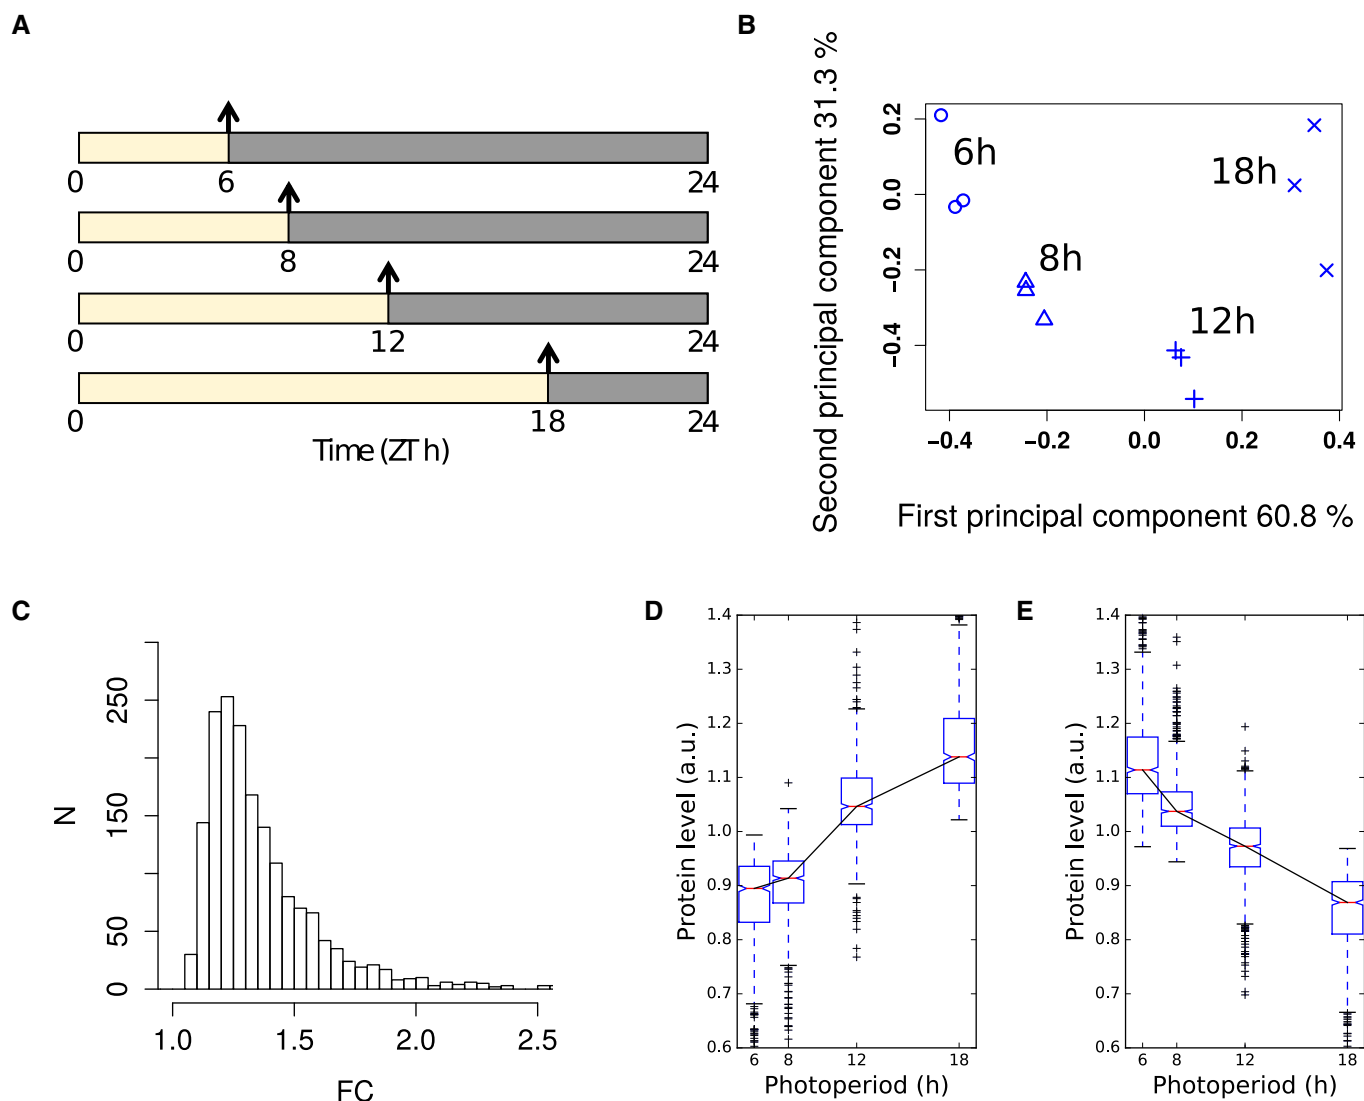 A
0 6 24
0 8 24
0 12 24
0 18 24
Time (ZT h)
B
Second principal component 31.3 %
0.2
0.0
−0.2
−0.4
6h
18h
8h
12h
−0.4 −0.2 0.0 0.2 0.4
First principal component 60.8 %
C
N
250
150
50
0
1.0 1.5 2.0 2.5
FC
D
Protein level (a.u.)
1.4
1.3
1.2
1.1
1.0
0.9
0.8
0.7
0.6
6 8 12 18
Photoperiod (h)
E
Protein level (a.u.)
1.4
1.3
1.2
1.1
1.0
0.9
0.8
0.7
0.6
6 8 12 18
Photoperiod (h)